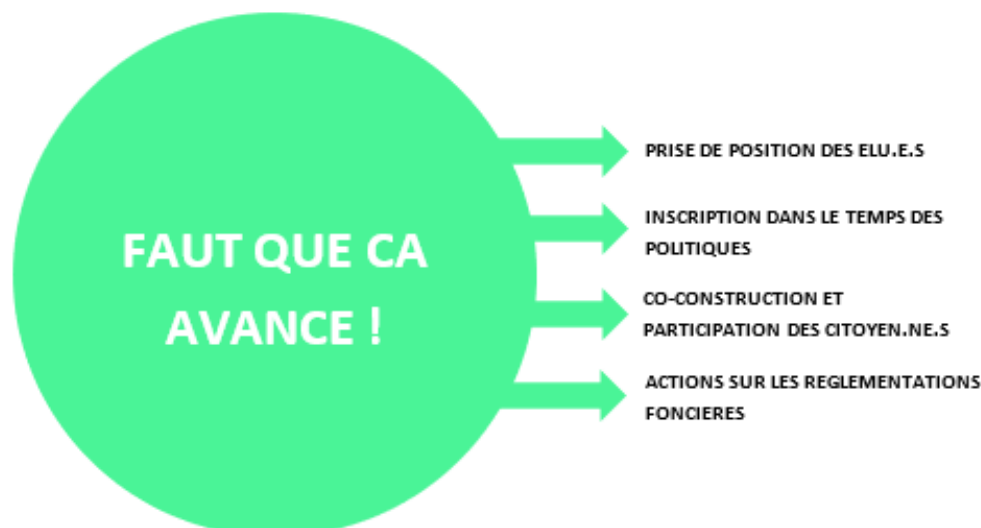 FAUT QUE CA
AVANCE !
PRISE DE POSITION DES ELU.E.S
INSCRIPTION DANS LE TEMPS DES
POLITIQUES
CO-CONSTRUCTION ET
PARTICIPATION DES CITOYEN.NE.S
ACTIONS SUR LES REGLEMENTATIONS
FONCIERES